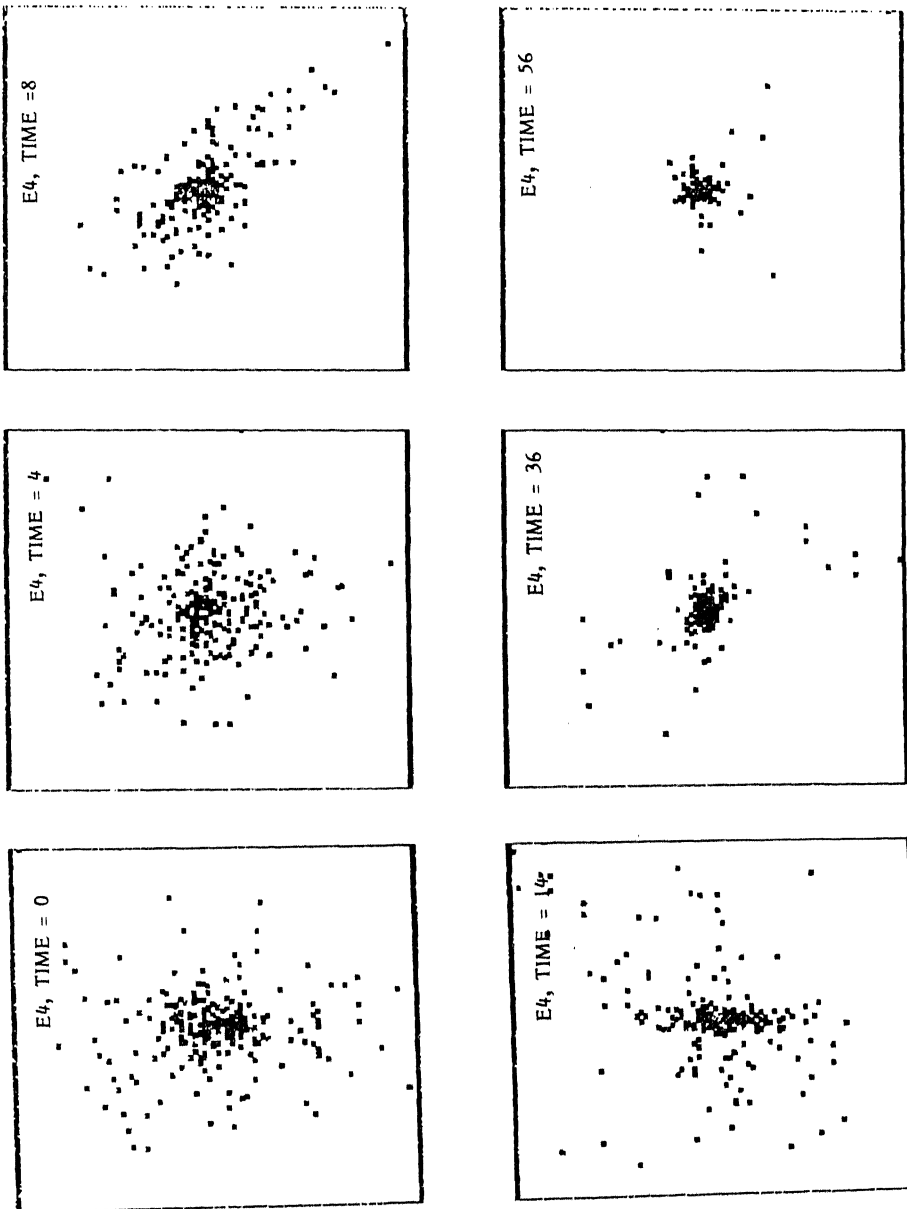 E4, TIME = 0
E4, TIME = 4
E4, TIME =8
E4, TIME = 14
E4, TIME = 36
E4, TIME = 56